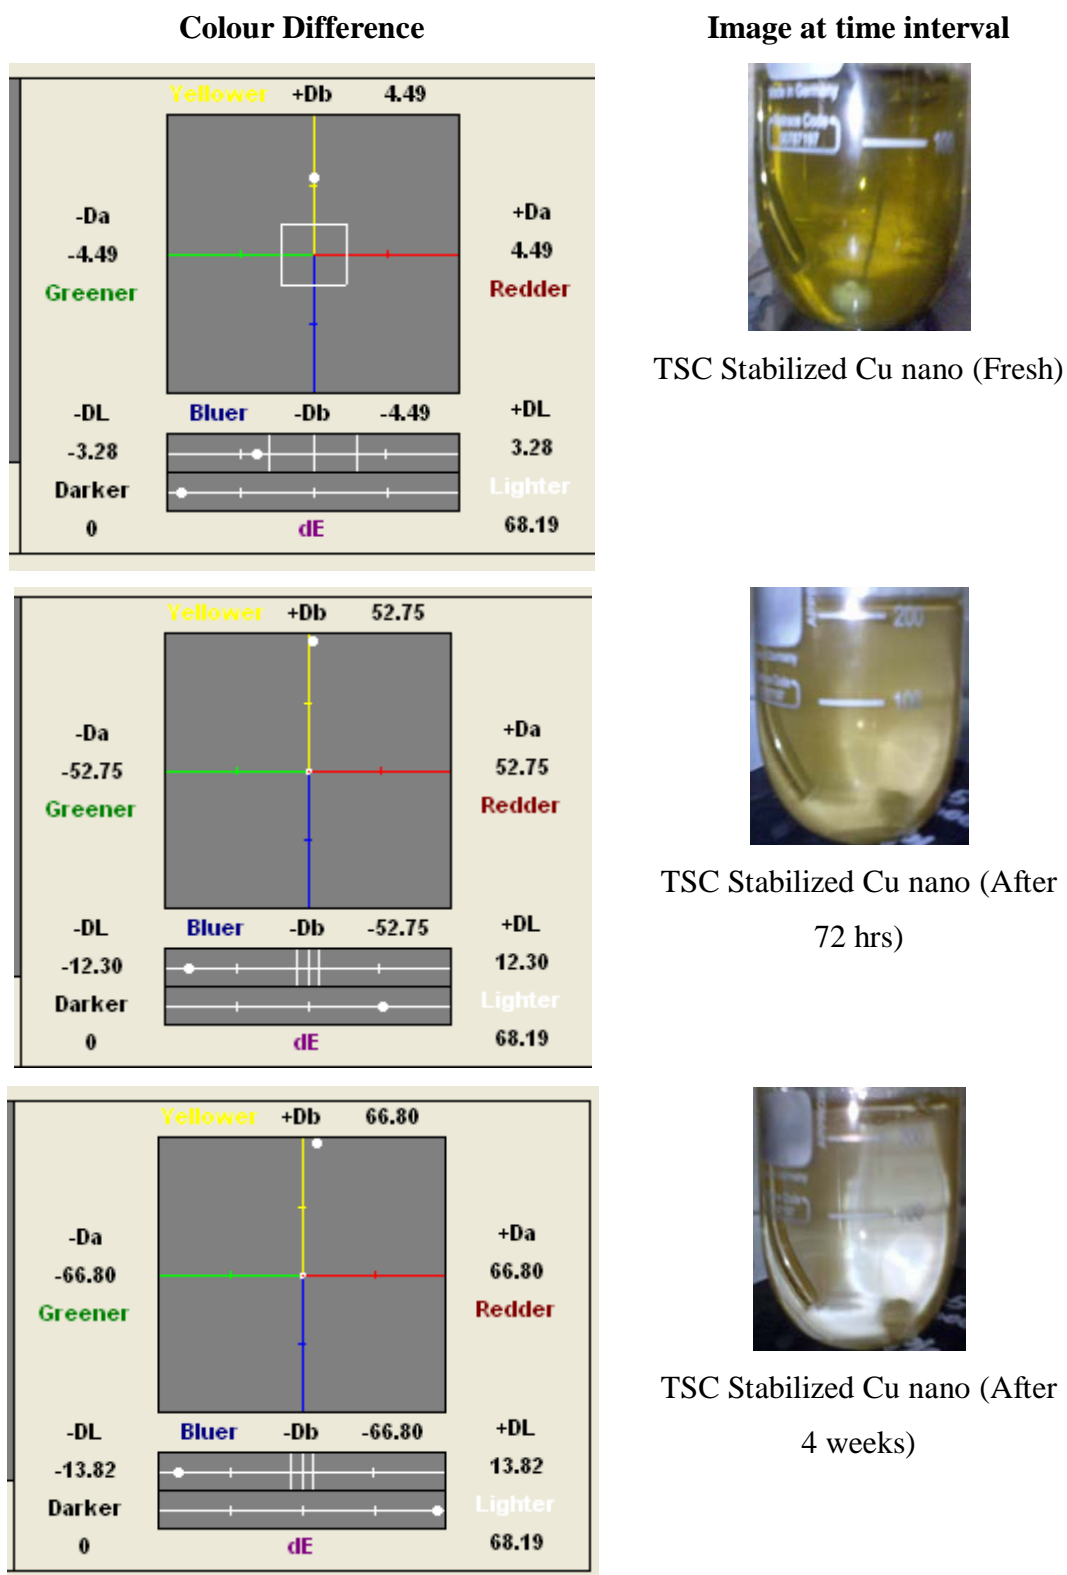 Colour Difference
Image at time interval
Yellower +Db 4.49
-Da
-4.49
Greener
+Da
4.49
Redder
-DL
-3.28
Darker
0
Bluer -Db -4.49
dE
+DL
3.28
Lighter
68.19
made in Germany
100
TSC Stabilized Cu nano (Fresh)
Yellower +Db 52.75
-Da
-52.75
Greener
+Da
52.75
Redder
-DL
-12.30
Darker
0
Bluer -Db -52.75
dE
+DL
12.30
Lighter
68.19
200
100
TSC Stabilized Cu nano (After
72 hrs)
Yellower +Db 66.80
-Da
-66.80
Greener
+Da
66.80
Redder
-DL
-13.82
Darker
0
Bluer -Db -66.80
dE
+DL
13.82
Lighter
68.19
100
TSC Stabilized Cu nano (After
4 weeks)